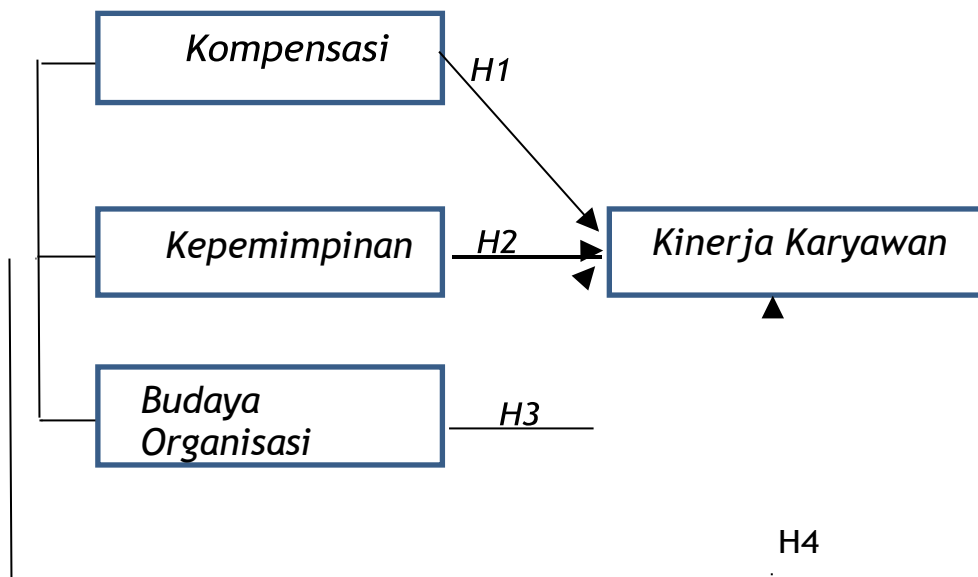 Kompensasi
H1
Kepemimpinan
H2
Kinerja Karyawan
Budaya
Organisasi
H3
H4